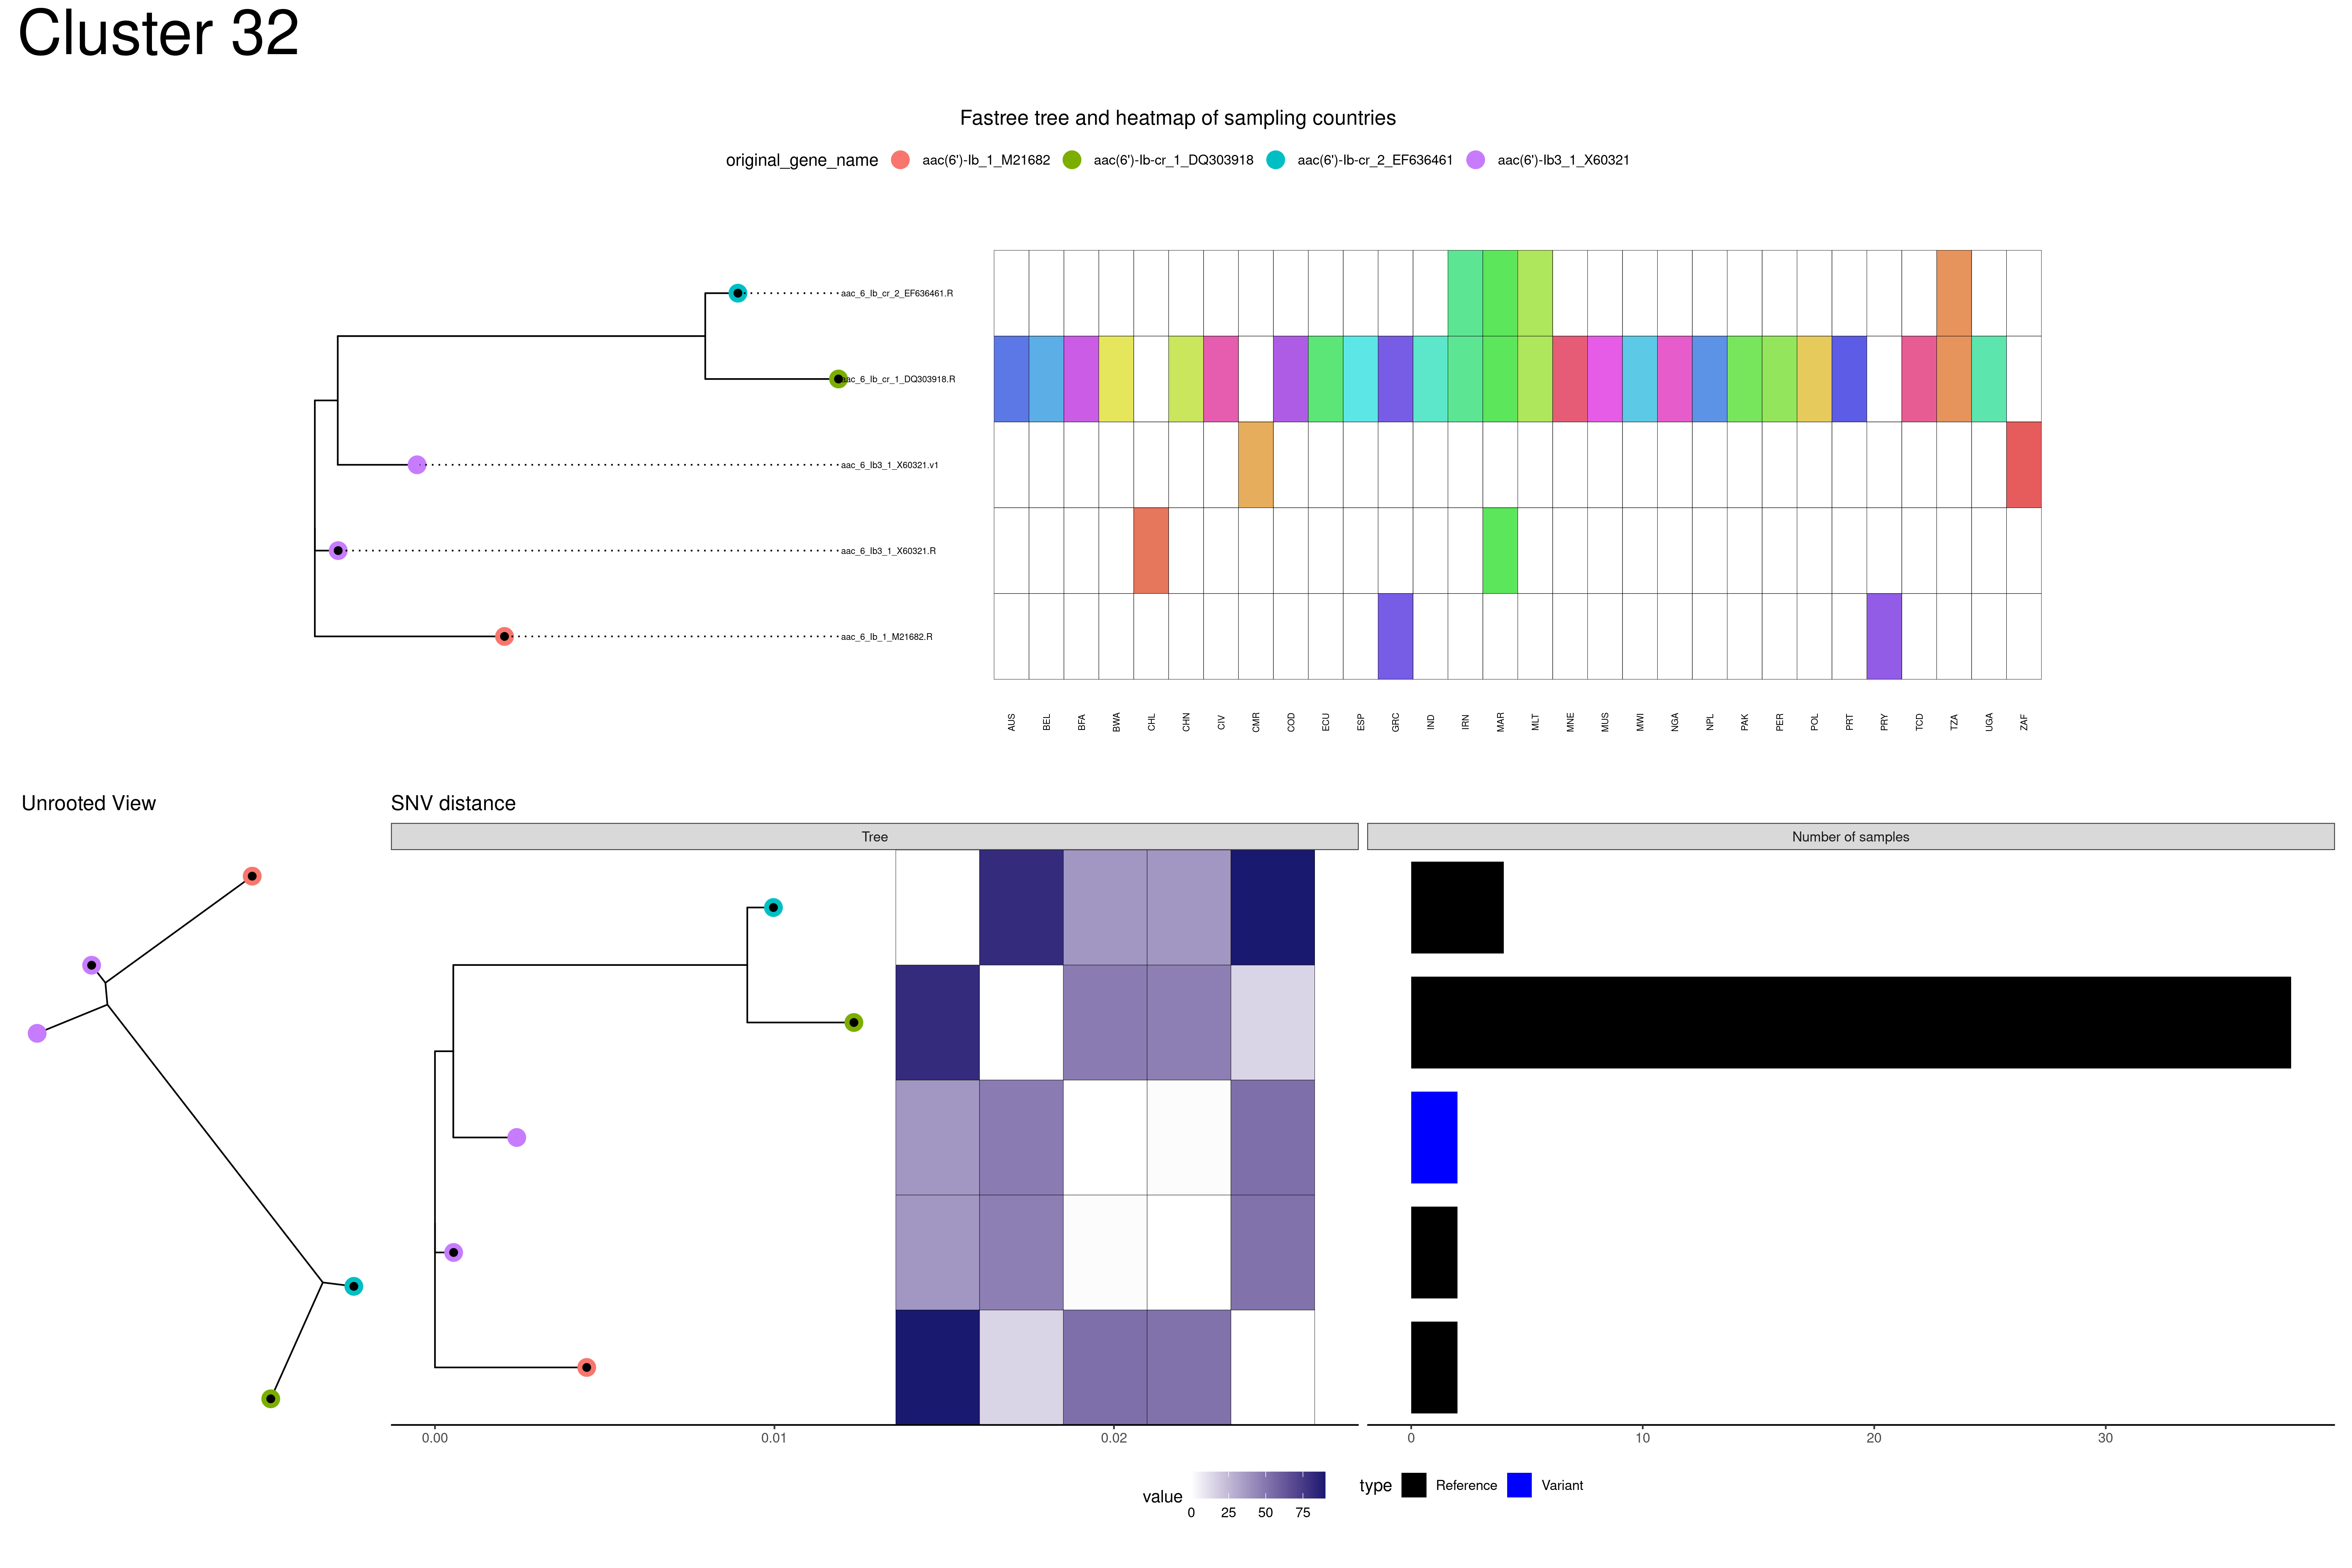 Cluster 32
Fastree tree and heatmap of sampling countries
original_gene_name aac(6')-Ib_1_M21682 aac(6')-Ib-cr_1_DQ303918 aac(6')-Ib-cr_2_EF636461 aac(6')-Ib3_1_X60321
aac_6_Ib_cr_2_EF636461.R
aac_6_Ib_cr_1_DQ303918.R
aac_6_Ib3_1_X60321.v1
aac_6_Ib3_1_X60321.R
aac_6_Ib_1_M21682.R
AUS BEL BFA BWA CHL CHN CIV CMR COD ECU ESP GRC IND IRN MAR MLT MNE MUS MWI NGA NPL PAK PER POL PRT PRY TCD TZA UGA ZAF
Unrooted View
SNV distance
Tree
Number of samples
0.00 0.01 0.02
0 10 20 30
value
0 25 50 75
type Reference Variant